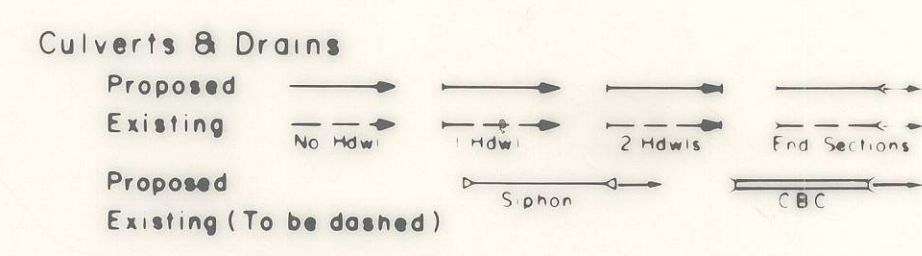 Culverts & Drains
Proposed
Existing
No Hdwl
1 Hdwl
2 Hdwls
End Sections
Proposed
Siphon
CBC
Existing (To be dashed)